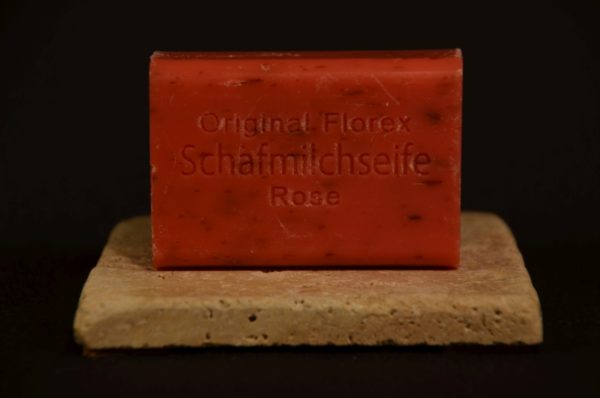 Original Florex
Schafmilchseife
Rose